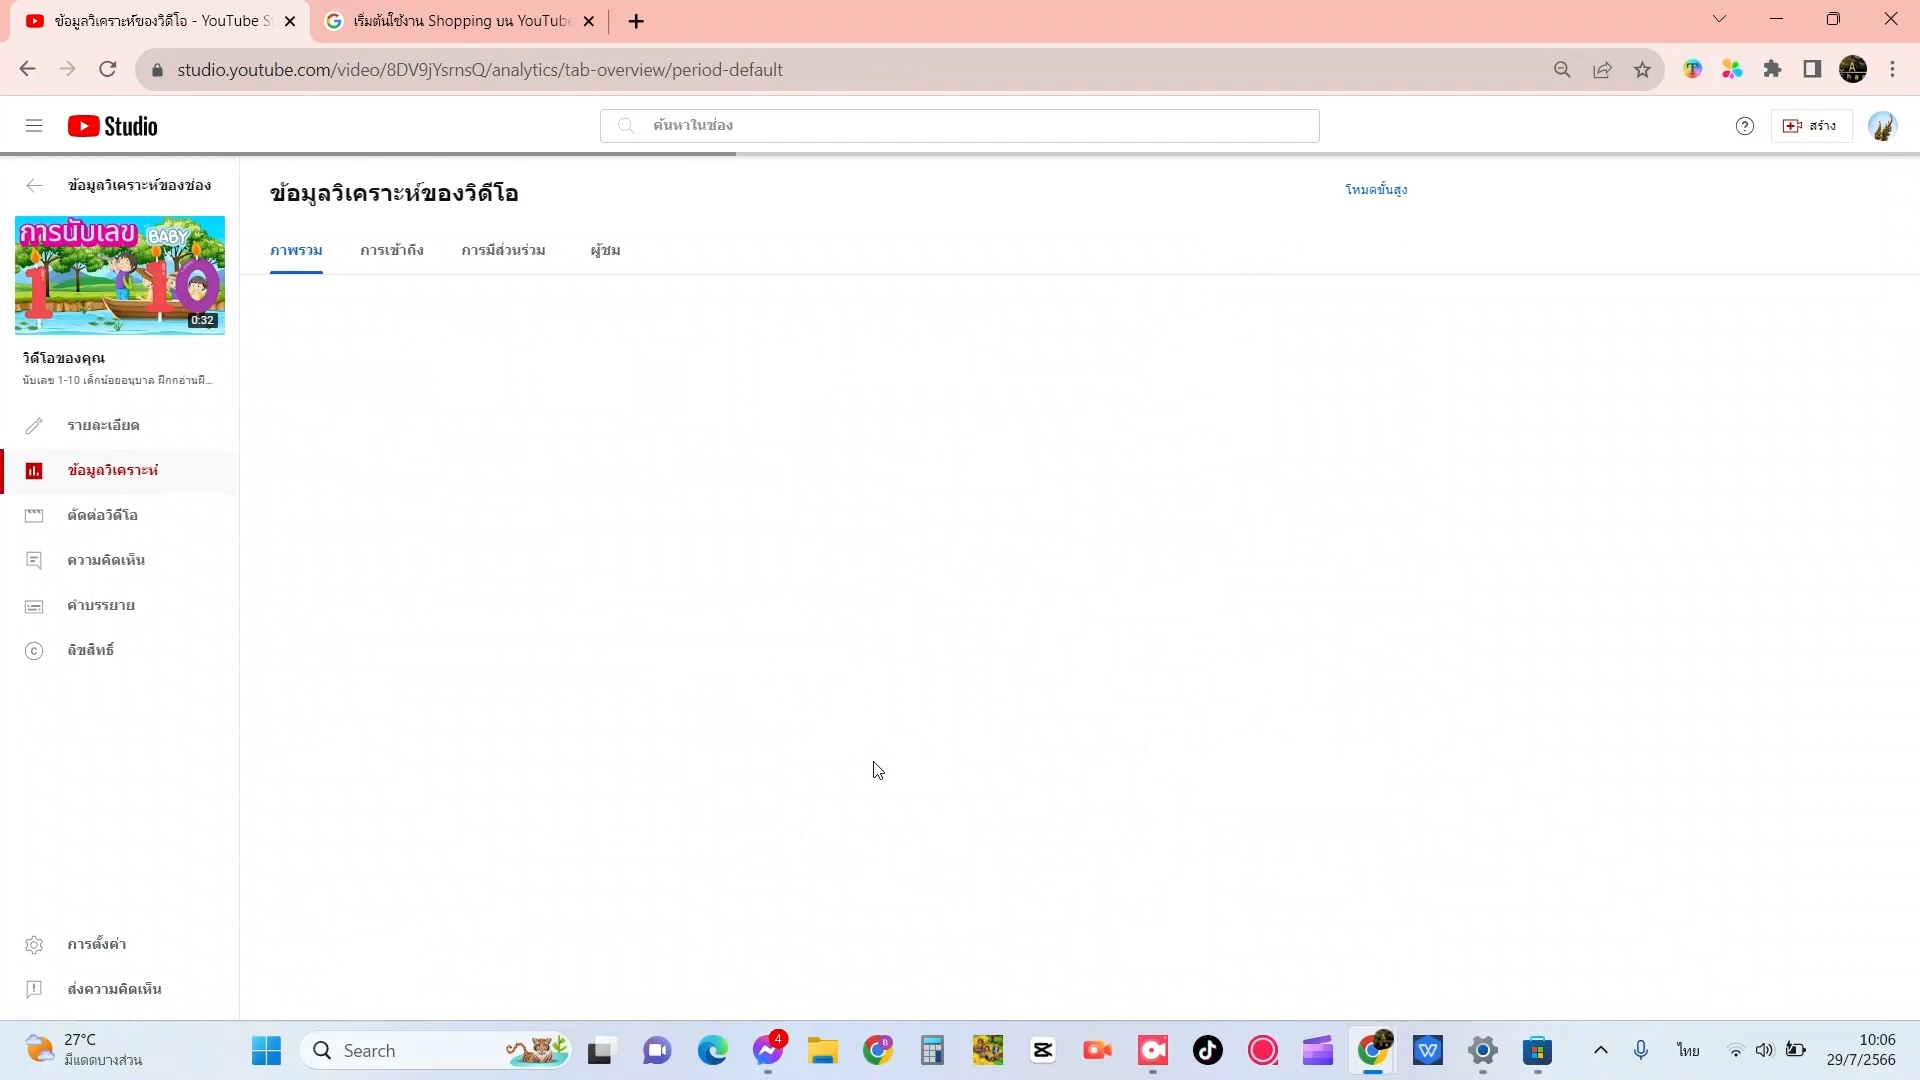 ข้อมูลวิเคราะห์ของวิดีโอ - YouTube S
เริ่มต้นใช้งาน Shopping บน YouTube
studio.youtube.com/video/8DV9jYsrnsQ/analytics/tab-overview/period-default
Studio
ค้นหาในช่อง
สร้าง
ข้อมูลวิเคราะห์ของช่อง
ข้อมูลวิเคราะห์ของวิดีโอ
โหมดขั้นสูง
ภาพรวม การเข้าถึง การมีส่วนร่วม ผู้ชม
การนับเลข BABY
1 10
0:32
วิดีโอของคุณ
นับเลข 1-10 เด็กน้อยอนุบาล ฝึกกอ่านฝึ...
รายละเอียด
ข้อมูลวิเคราะห์
ตัดต่อวิดีโอ
ความคิดเห็น
คำบรรยาย
ลิขสิทธิ์
การตั้งค่า
ส่งความคิดเห็น
27°C
มีแดดบางส่วน
Search
4
ไทย
10:06
29/7/2566